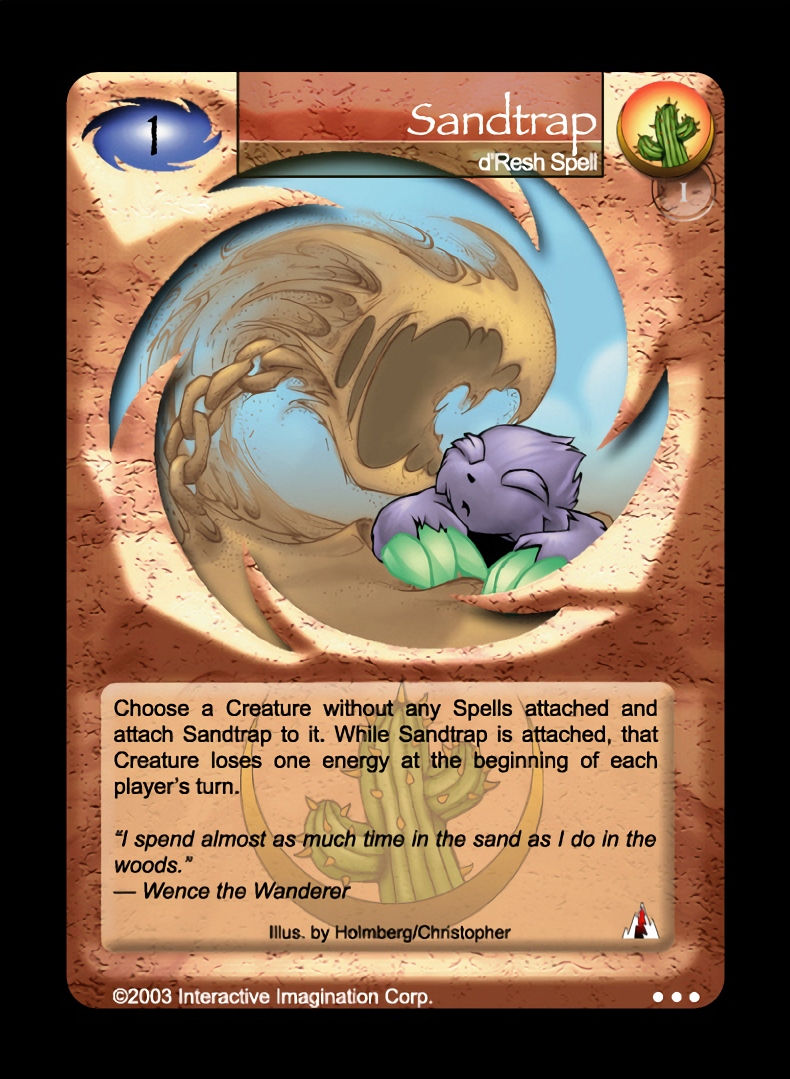 1
Sandtrap
d'Resh Spell
1
Choose a Creature without any Spells attached and
attach Sandtrap to it. While Sandtrap is attached, that
Creature loses one energy at the beginning of each
player's turn.
“I spend almost as much time in the sand as I do in the
woods.”
— Wence the Wanderer
Illus. by Holmberg/Christopher
©2003 Interactive Imagination Corp.